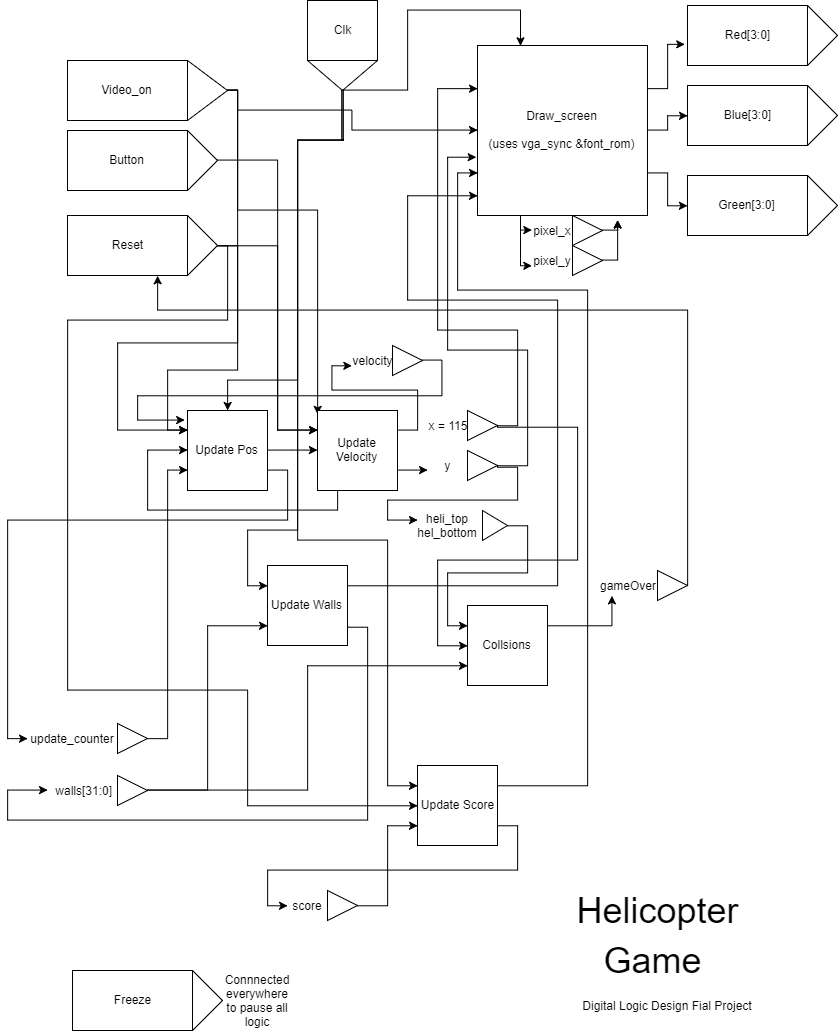 Clk
Red[3:0]
Video_on
Draw_screen
(uses vga_sync &font_rom)
Blue[3:0]
Button
Green[3:0]
Reset
pixel_x
pixel_y
velocity
x = 115
Update Pos
Update
Velocity
y
heli_top
hel_bottom
gameOver
Update Walls
Collsions
update_counter
walls[31:0]
Update Score
score
Helicopter
Game
Digital Logic Design Fial Project
Freeze
Connnected
everywhere
to pause all
logic